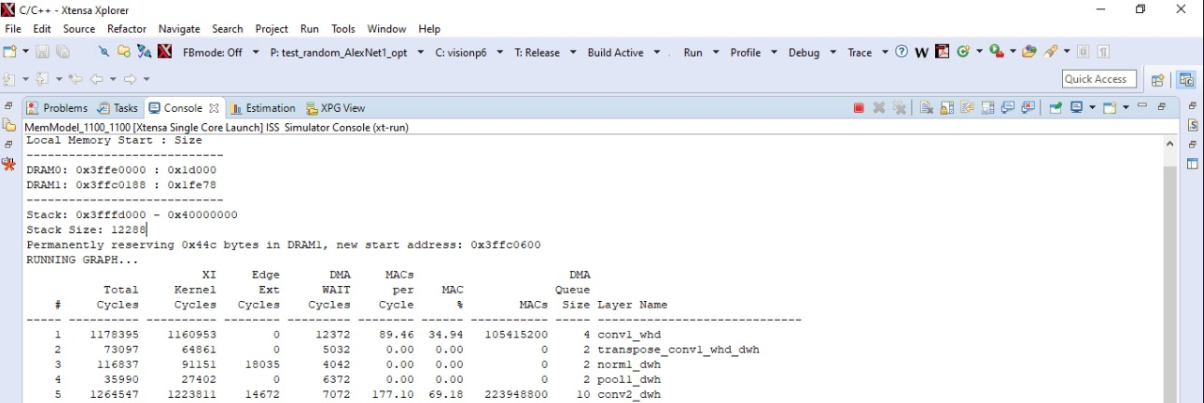 C/C++ - Xtensa Xplorer
File Edit Source Refactor Navigate Search Project Run Tools Window Help
FBmode: Off P: test_random_AlexNet1_opt C: visionp6 T: Release Build Active Run Profile Debug Trace W
Quick Access
Problems Tasks Console Estimation XPG View
MemModel_1100_1100 [Xtensa Single Core Launch] ISS Simulator Console (xt-run)
Local Memory Start : Size
----------------------------
DRAM0: 0x3ffe0000 : 0x1d000
DRAM1: 0x3ffc0188 : 0x1fe78
----------------------------
Stack: 0x3fffd000 - 0x40000000
Stack Size: 12288
Permanently reserving 0x44c bytes in DRAM1, new start address: 0x3ffc0600
RUNNING GRAPH...
XI Edge DMA MACs DMA
Total Kernel Ext WAIT per MAC Queue
# Cycles Cycles Cycles Cycles Cycle % MACs Size Layer Name
----- ---------- ---------- -------- -------- -------- ------ ---------- ----- -----------------------------
1 1178395 1160953 0 12372 89.46 34.94 105415200 4 conv1_whd
2 73097 64861 0 5032 0.00 0.00 0 2 transpose_conv1_whd_dwh
3 116837 91151 18035 4042 0.00 0.00 0 2 norm1_dwh
4 35990 27402 0 6372 0.00 0.00 0 2 pool1_dwh
5 1264547 1223811 14672 7072 177.10 69.18 223948800 10 conv2_dwh